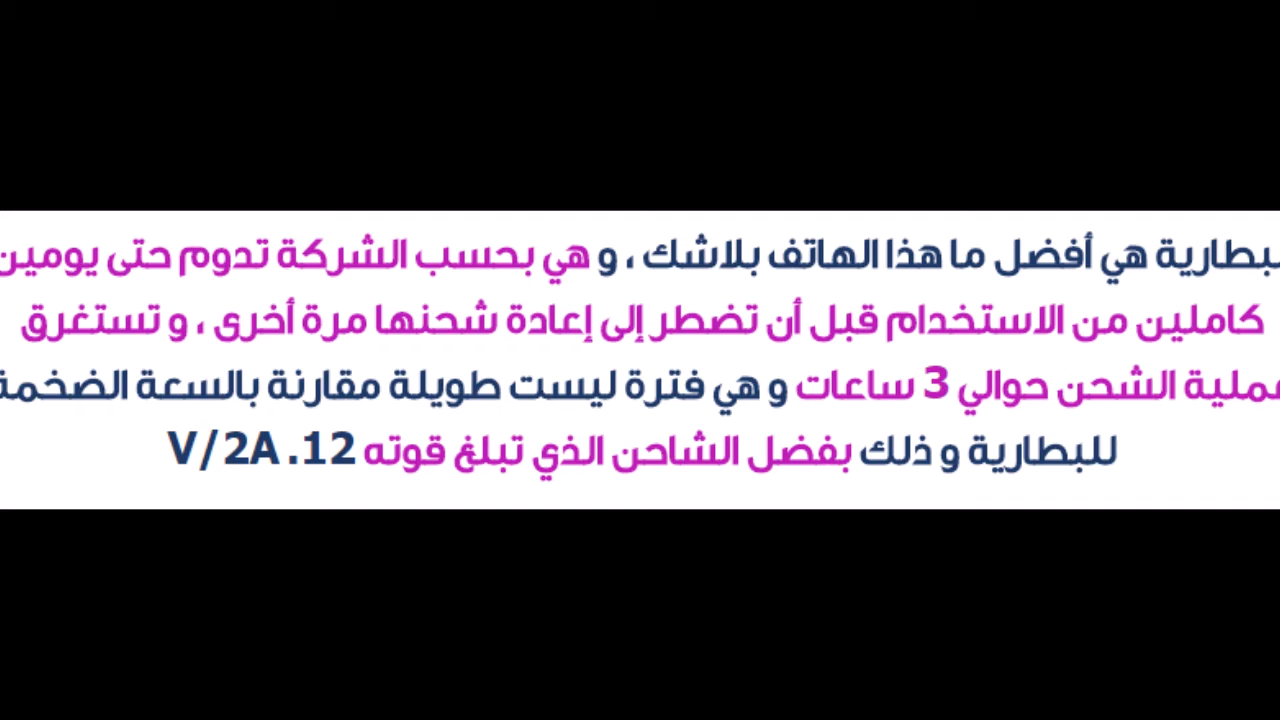 البطارية هي أفضل ما هذا الهاتف بلاشك ، و هي بحسب الشركة تدوم حتى يومين
كاملين من الاستخدام قبل أن تضطر إلى إعادة شحنها مرة أخرى ، و تستغرق
عملية الشحن حوالي 3 ساعات و هي فترة ليست طويلة مقارنة بالسعة الضخمة
للبطارية و ذلك بفضل الشاحن الذي تبلغ قوته 12. V/2A